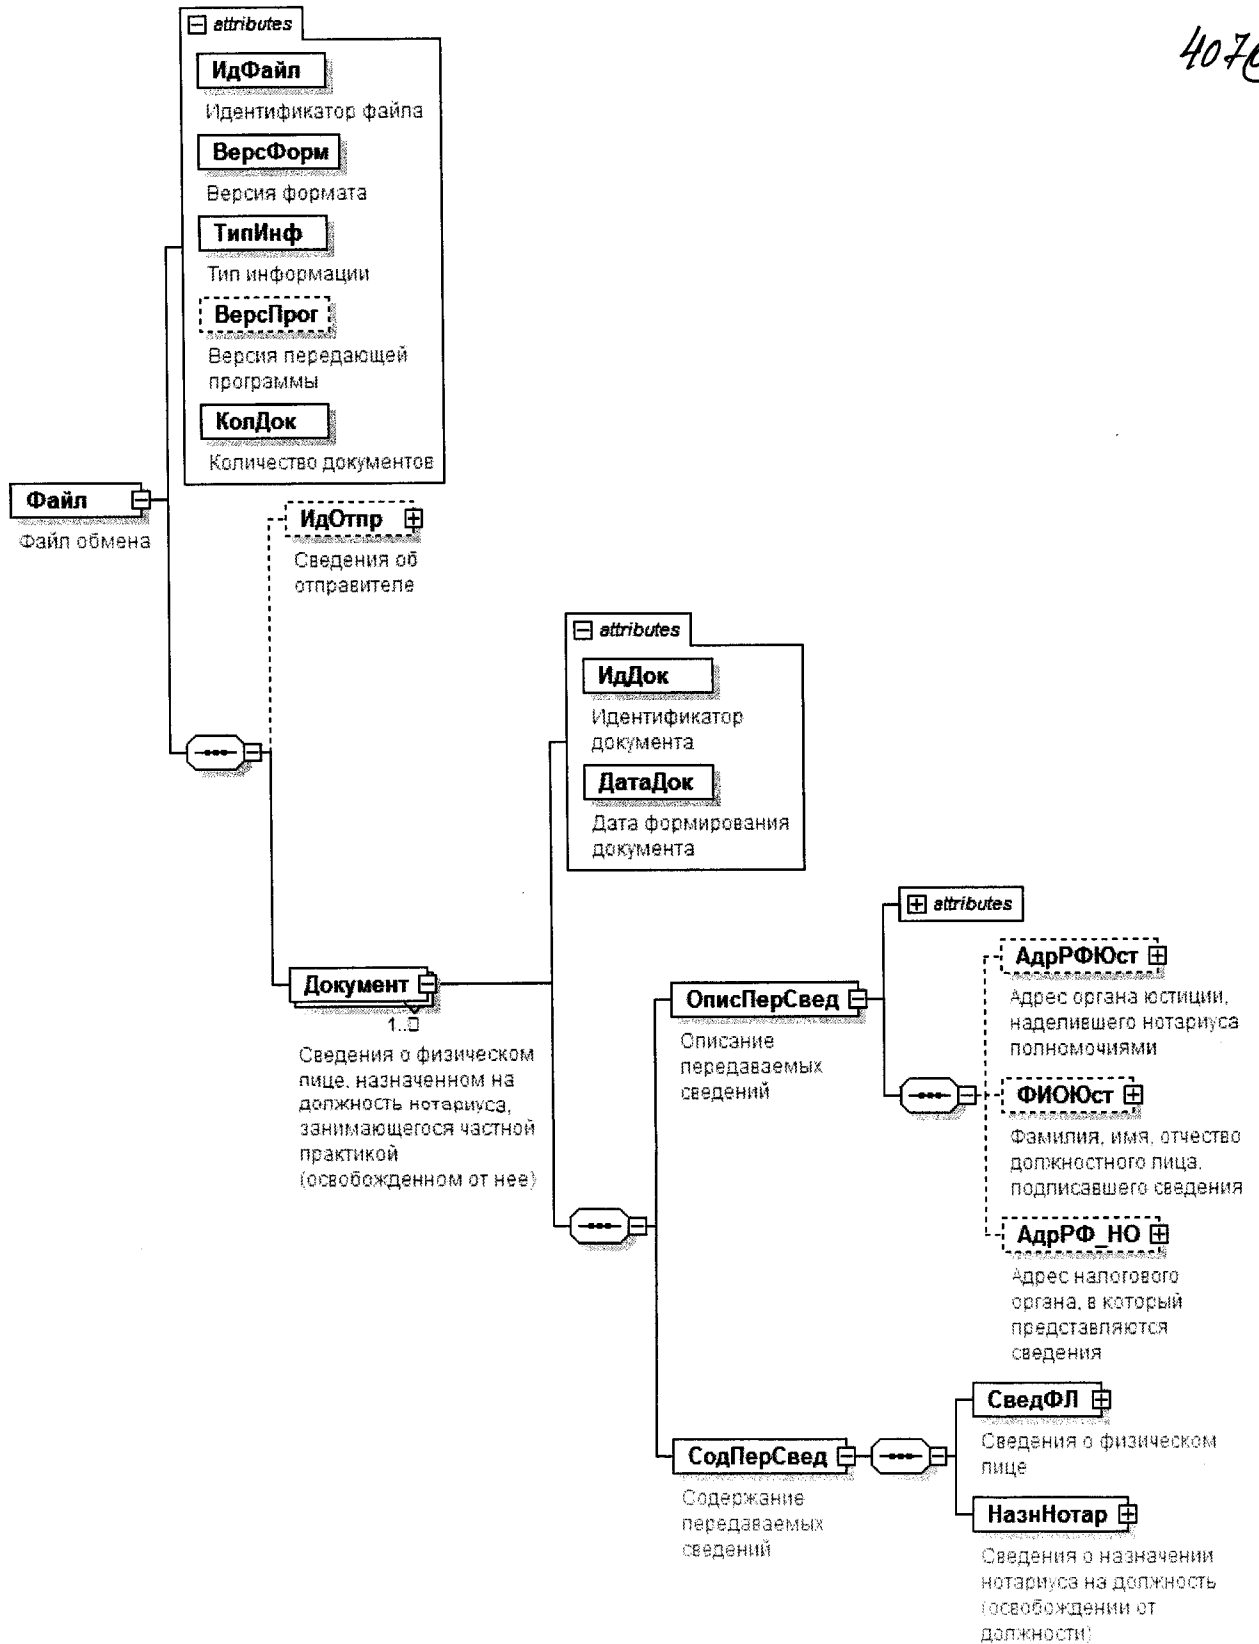 attributes
ИдФайл
Идентификатор файла
ВерсФорм
Версия формата
ТипИнф
Тип информации
ВерсПрог
Версия передающей
программы
КолДок
Количество документов
Файл
Файл обмена
ИдОтпр
Сведения об
отправителе
attributes
ИдДок
Идентификатор
документа
ДатаДок
Дата формирования
документа
Документ
Сведения о физическом
лице, назначенном на
должность нотариуса,
занимающегося частной
практикой
(освобожденном от нее)
attributes
ОписПерСвед
Описание
передаваемых
сведений
АдрРФЮст
Адрес органа юстиции,
наделившего нотариуса
полномочиями
ФИОЮст
Фамилия, имя, отчество
должностного лица,
подписавшего сведения
АдрРФ_НО
Адрес налогового
органа, в который
представляются
сведения
СодПерСвед
Содержание
передаваемых
сведений
СведФЛ
Сведения о физическом
лице
НазнНотар
Сведения о назначении
нотариуса на должность
(освобождении от
должности)